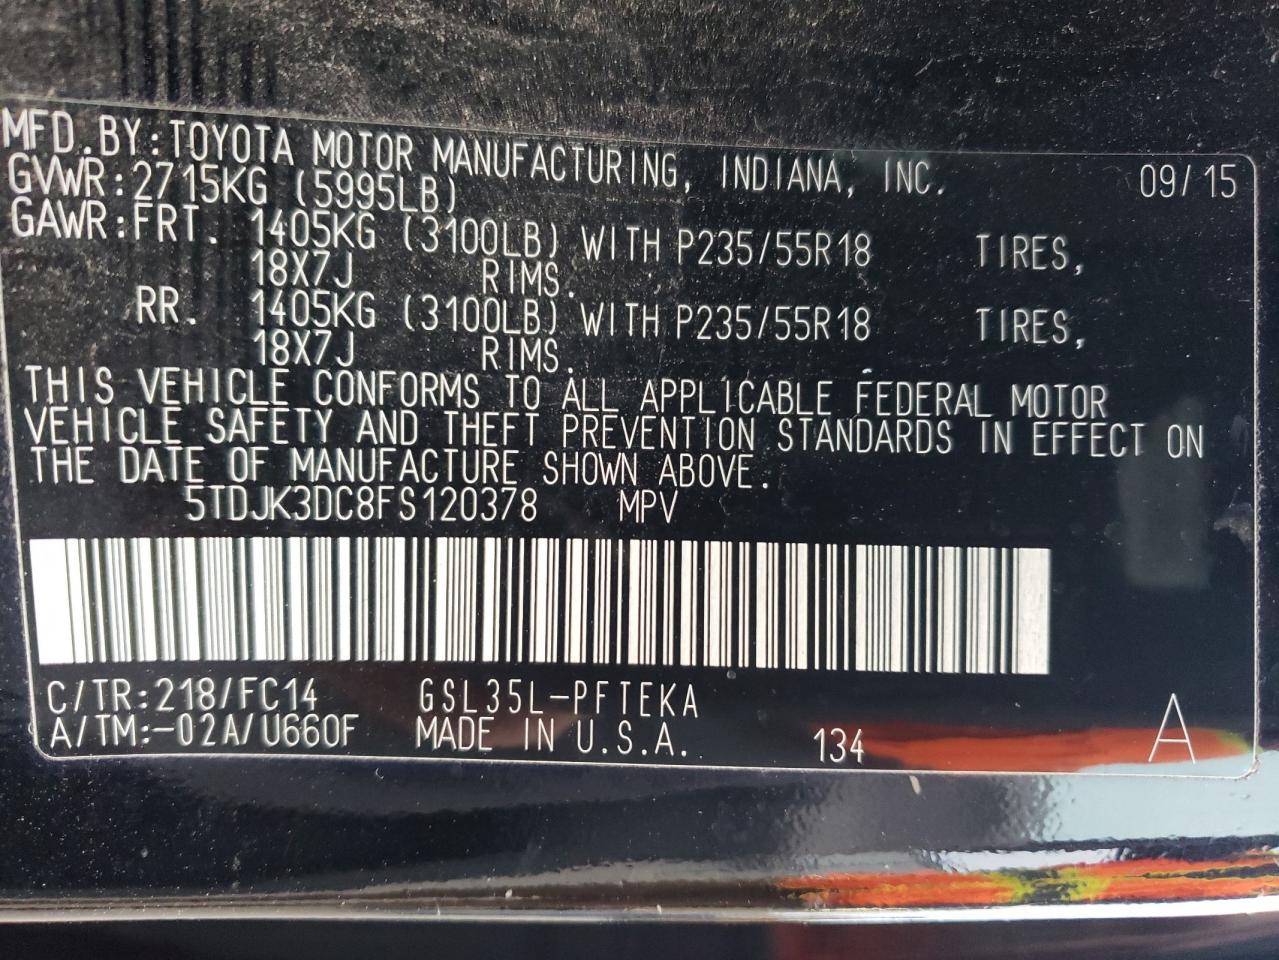 MFD.BY:TOYOTA MOTOR MANUFACTURING, INDIANA, INC. 09/15
GVWR:2715KG (5995LB)
GAWR:FRT. 1405KG (3100LB) WITH P235/55R18 TIRES,
18X7J RIMS.
RR. 1405KG (3100LB) WITH P235/55R18 TIRES,
18X7J RIMS.
THIS VEHICLE CONFORMS TO ALL APPLICABLE FEDERAL MOTOR
VEHICLE SAFETY AND THEFT PREVENTION STANDARDS IN EFFECT ON
THE DATE OF MANUFACTURE SHOWN ABOVE.
5TDJK3DC8FS120378 MPV
C/TR:218/FC14 GSL35L-PFTEKA
A/TM:-02A/U660F MADE IN U.S.A. 134 A